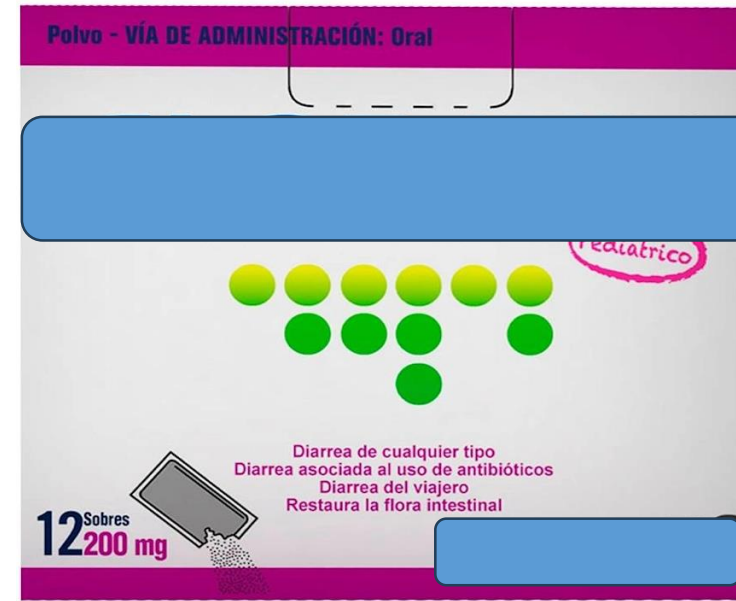 Polvo - VÍA DE ADMINISTRACIÓN: Oral
Pediatrico
Diarrea de cualquier tipo
Diarrea asociada al uso de antibióticos
Diarrea del viajero
Restaura la flora intestinal
12 Sobres
200 mg